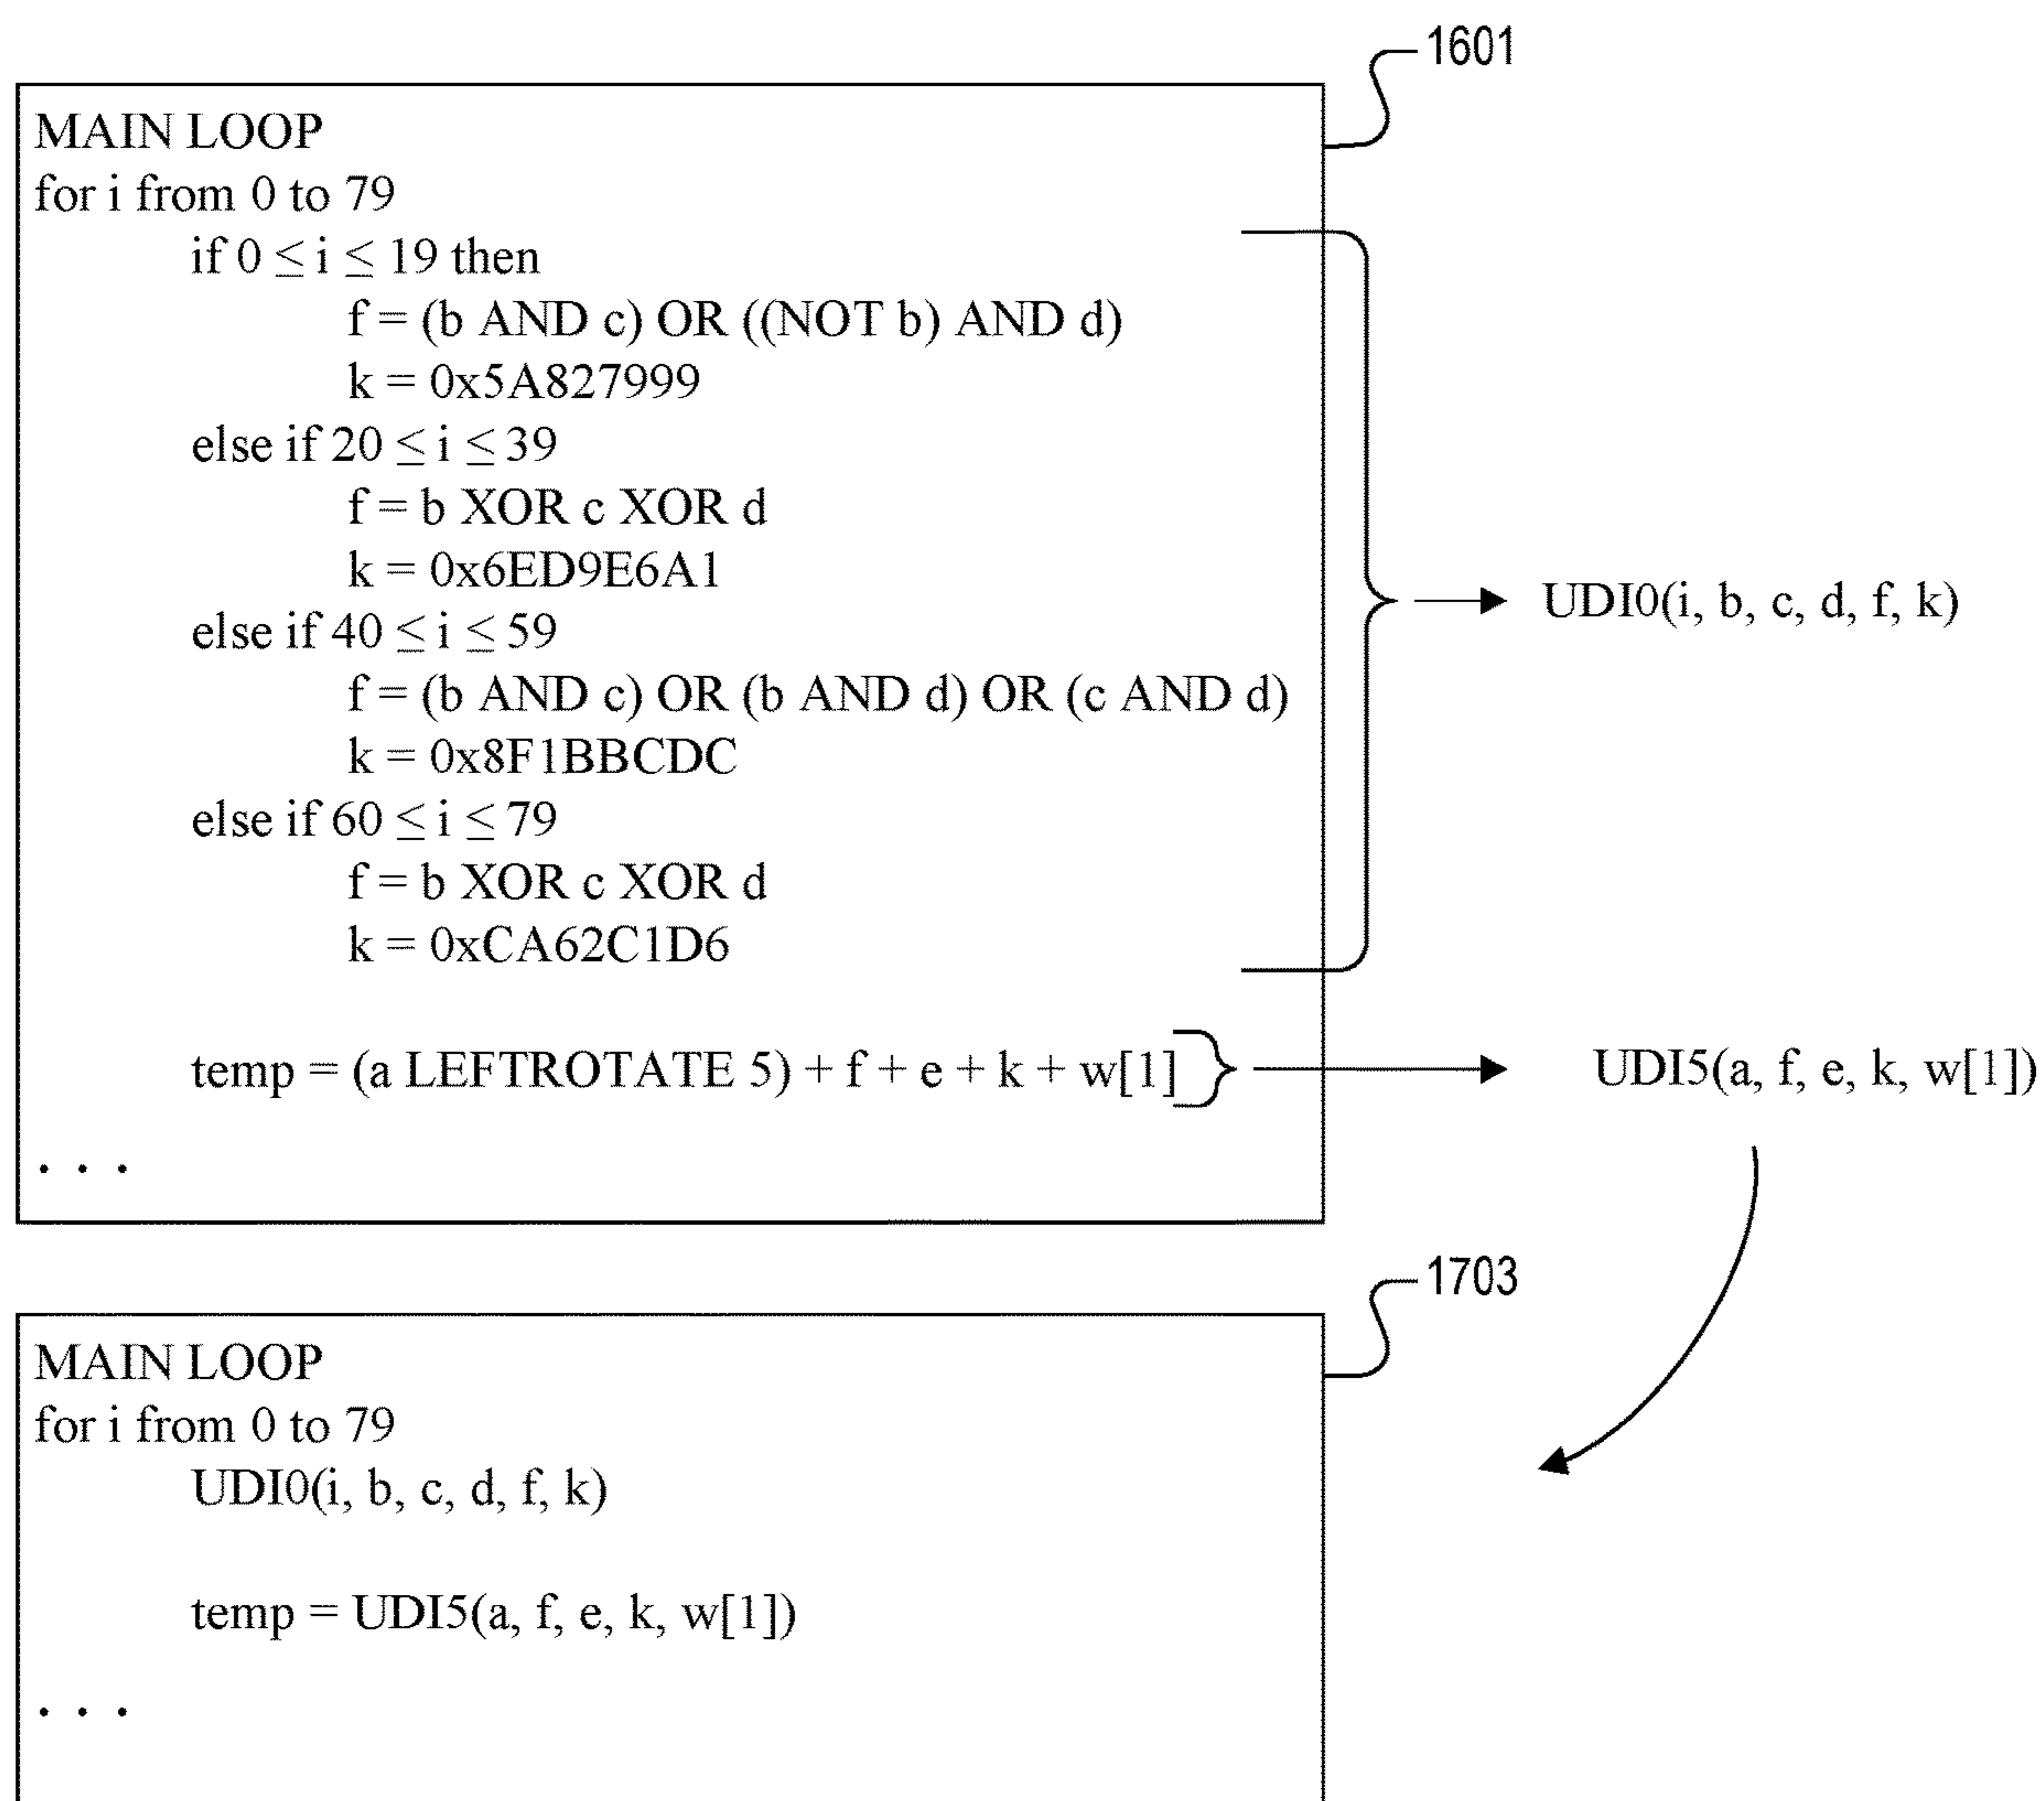 1601
MAIN LOOP
for i from 0 to 79
if 0 ≤ i ≤ 19 then
f = (b AND c) OR ((NOT b) AND d)
k = 0x5A827999
else if 20 ≤ i ≤ 39
f = b XOR c XOR d
k = 0x6ED9E6A1
else if 40 ≤ i ≤ 59
f = (b AND c) OR (b AND d) OR (c AND d)
k = 0x8F1BBCDC
else if 60 ≤ i ≤ 79
f = b XOR c XOR d
k = 0xCA62C1D6
UDI0(i, b, c, d, f, k)
temp = (a LEFTROTATE 5) + f + e + k + w[1]
UDI5(a, f, e, k, w[1])
. . .
1703
MAIN LOOP
for i from 0 to 79
UDI0(i, b, c, d, f, k)
temp = UDI5(a, f, e, k, w[1])
. . .